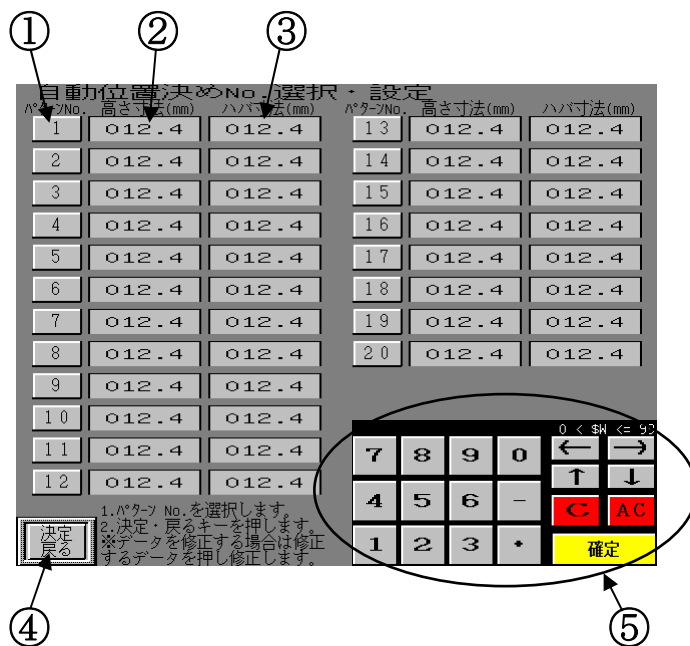 ① ② ③
自動位置決めNo.選択・設定
ﾊﾟﾀｰﾝNo. 高さ寸法(mm) ハバ寸法(mm) ﾊﾟﾀｰﾝNo. 高さ寸法(mm) ハバ寸法(mm)
1 012.4 012.4 13 012.4 012.4
2 012.4 012.4 14 012.4 012.4
3 012.4 012.4 15 012.4 012.4
4 012.4 012.4 16 012.4 012.4
5 012.4 012.4 17 012.4 012.4
6 012.4 012.4 18 012.4 012.4
7 012.4 012.4 19 012.4 012.4
8 012.4 012.4 20 012.4 012.4
9 012.4 012.4
10 012.4 012.4
11 012.4 012.4
12 012.4 012.4
1.ﾊﾟﾀｰﾝ No.を選択します。
2.決定・戻るキーを押します。
※データを修正する場合は修正
するデータを押し修正します。
決定
戻る
0 < $W <= 
7 8 9 0 ← →
↑ ↓
4 5 6 - C AC
1 2 3 . 確定
④ ⑤